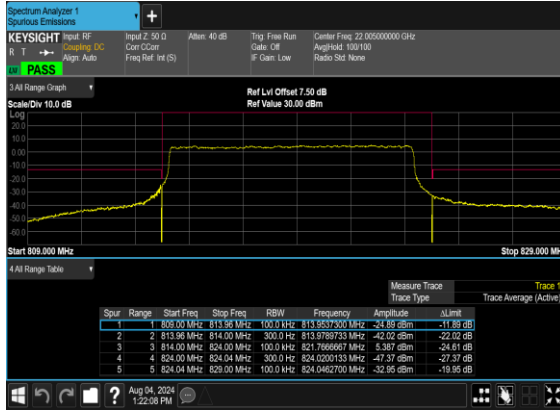 Spectrum Analyzer 1
Spurious Emissions
KEYSIGHT Input: RF Input Z: 50 Ω Atten: 40 dB Trig: Free Run Center Freq: 22.005000000 GHz
R T Coupling: DC Corr CCorr Gate: Off Avg|Hold: 100/100
Align: Auto Freq Ref: Int (S) IF Gain: Low Radio Std: None
PASS
3 All Range Graph
Ref Lvl Offset 7.50 dB
Scale/Div 10.0 dB Ref Value 30.00 dBm
Log
20.0
10.0
0.00
-10.0
-20.0
-30.0
-40.0
-50.0
-60.0
Start 809.000 MHz Stop 829.000 MH
4 All Range Table
Measure Trace Trace 1
Trace Type Trace Average (Active)
Spur Range Start Freq Stop Freq RBW Frequency Amplitude ΔLimit
1 1 809.00 MHz 813.96 MHz 100.0 kHz 813.9537300 MHz -24.89 dBm -11.89 dB
2 2 813.96 MHz 814.00 MHz 300.0 Hz 813.9789733 MHz -42.02 dBm -22.02 dB
3 3 814.00 MHz 824.00 MHz 100.0 kHz 821.7666667 MHz 5.387 dBm -24.61 dB
4 4 824.00 MHz 824.04 MHz 300.0 Hz 824.0200133 MHz -47.37 dBm -27.37 dB
5 5 824.04 MHz 829.00 MHz 100.0 kHz 824.0462700 MHz -32.95 dBm -19.95 dB
Aug 04, 2024
1:22:08 PM